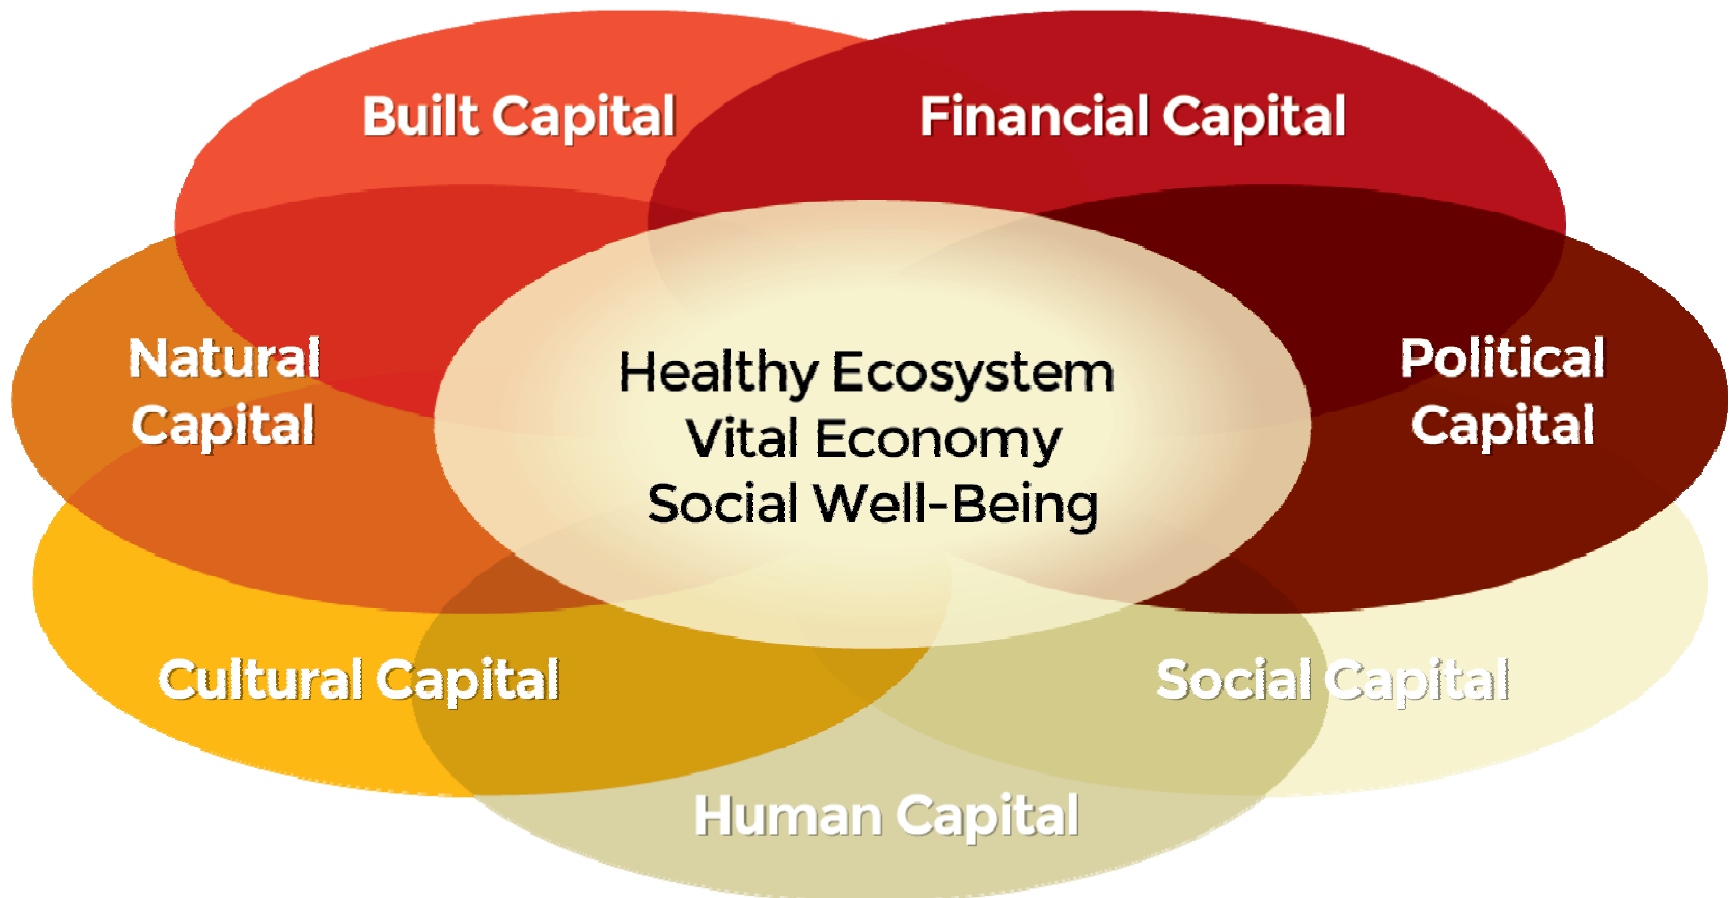 Built Capital
Financial Capital
Natural
Capital
Healthy Ecosystem
Vital Economy
Social Well-Being
Political
Capital
Cultural Capital
Social Capital
Human Capital